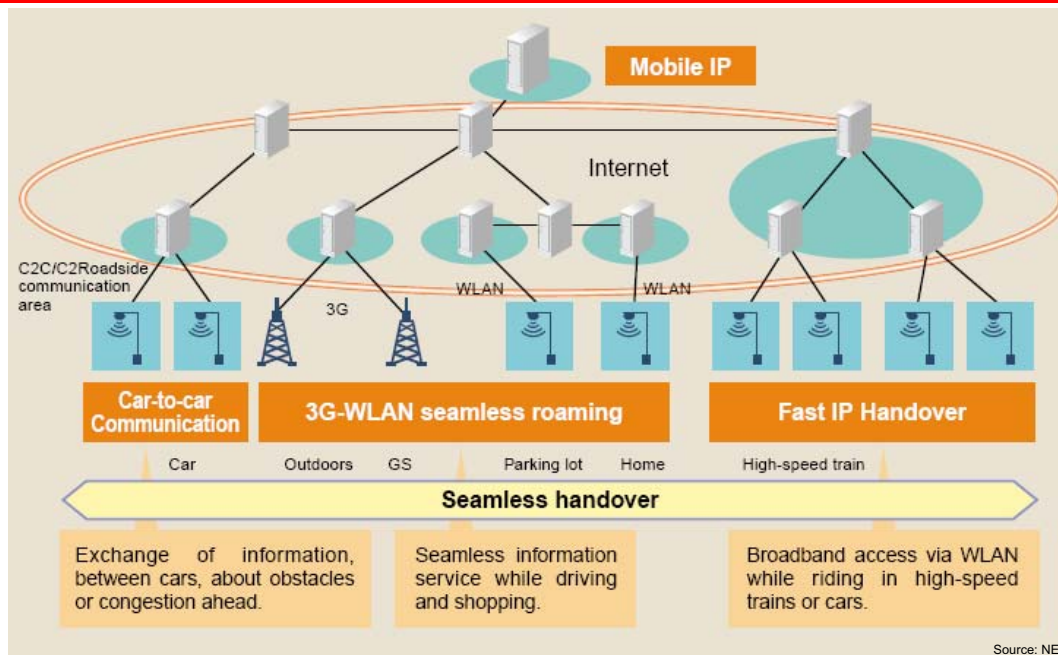 Mobile IP
Internet
C2C/C2Roadside
communication
area
3G
WLAN
WLAN
Car-to-car
Communication
3G-WLAN seamless roaming
Fast IP Handover
Car
Outdoors
GS
Parking lot
Home
High-speed train
Seamless handover
Exchange of information,
between cars, about obstacles
or congestion ahead.
Seamless information
service while driving
and shopping.
Broadband access via WLAN
while riding in high-speed
trains or cars.
Source: NE